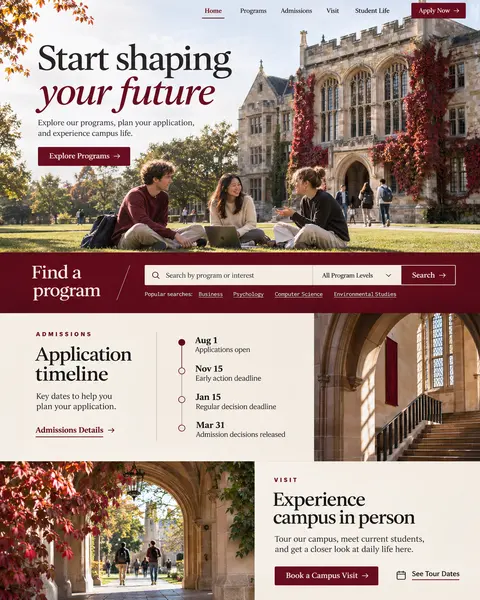 Home Programs Admissions Visit Student Life Apply Now →
Start shaping
your future
Explore our programs, plan your application,
and experience campus life.
Explore Programs →
Find a
program
Search by program or interest
All Program Levels
Search →
Popular searches: Business Psychology Computer Science Environmental Studies
ADMISSIONS
Application
timeline
Key dates to help you
plan your application.
Admissions Details →
Aug 1
Applications open
Nov 15
Early action deadline
Jan 15
Regular decision deadline
Mar 31
Admission decisions released
VISIT
Experience
campus in person
Tour our campus, meet current students,
and get a closer look at daily life here.
Book a Campus Visit →
See Tour Dates